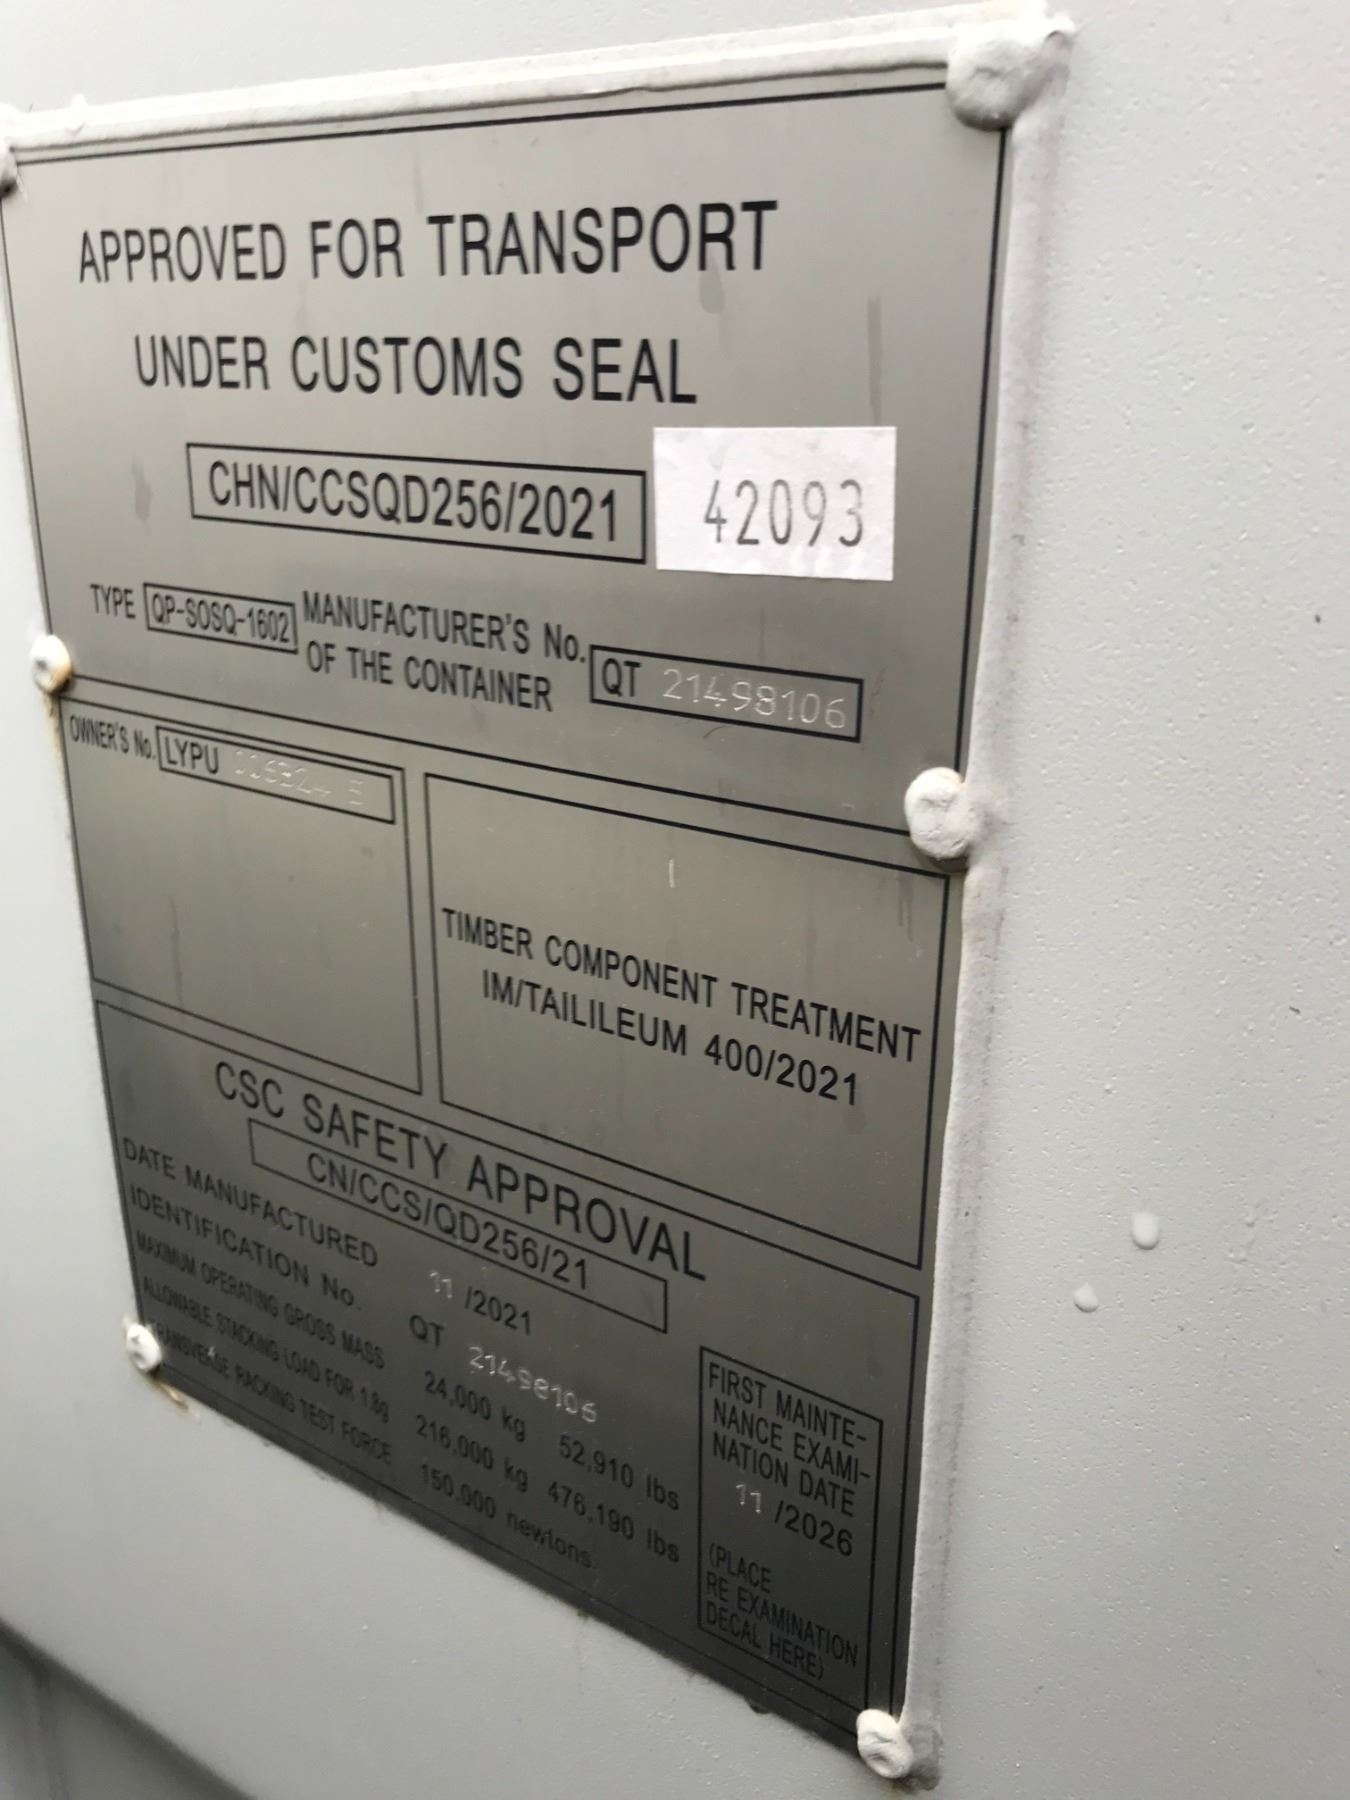 APPROVED FOR TRANSPORT
UNDER CUSTOMS SEAL
CHN/CCSQD256/2021 42093
TYPE QP-SOSQ-1602 MANUFACTURER'S No.
OF THE CONTAINER QT 21498106
OWNER'S No. LYPU
TIMBER COMPONENT TREATMENT
IM/TAILILEUM 400/2021
CSC SAFETY APPROVAL
CN/CCS/QD256/21
DATE MANUFACTURED 11 /2021
IDENTIFICATION No. QT 21498106
MAXIMUM OPERATING GROSS MASS 24,000 kg 52,910 lbs
ALLOWABLE STACKING LOAD FOR 1.8g 216,000 kg 476,190 lbs
TRANSVERSE RACKING TEST FORCE 150,000 newtons
FIRST MAINTE-
NANCE EXAMI-
NATION DATE
11 /2026
(PLACE
RE EXAMINATION
DECAL HERE)